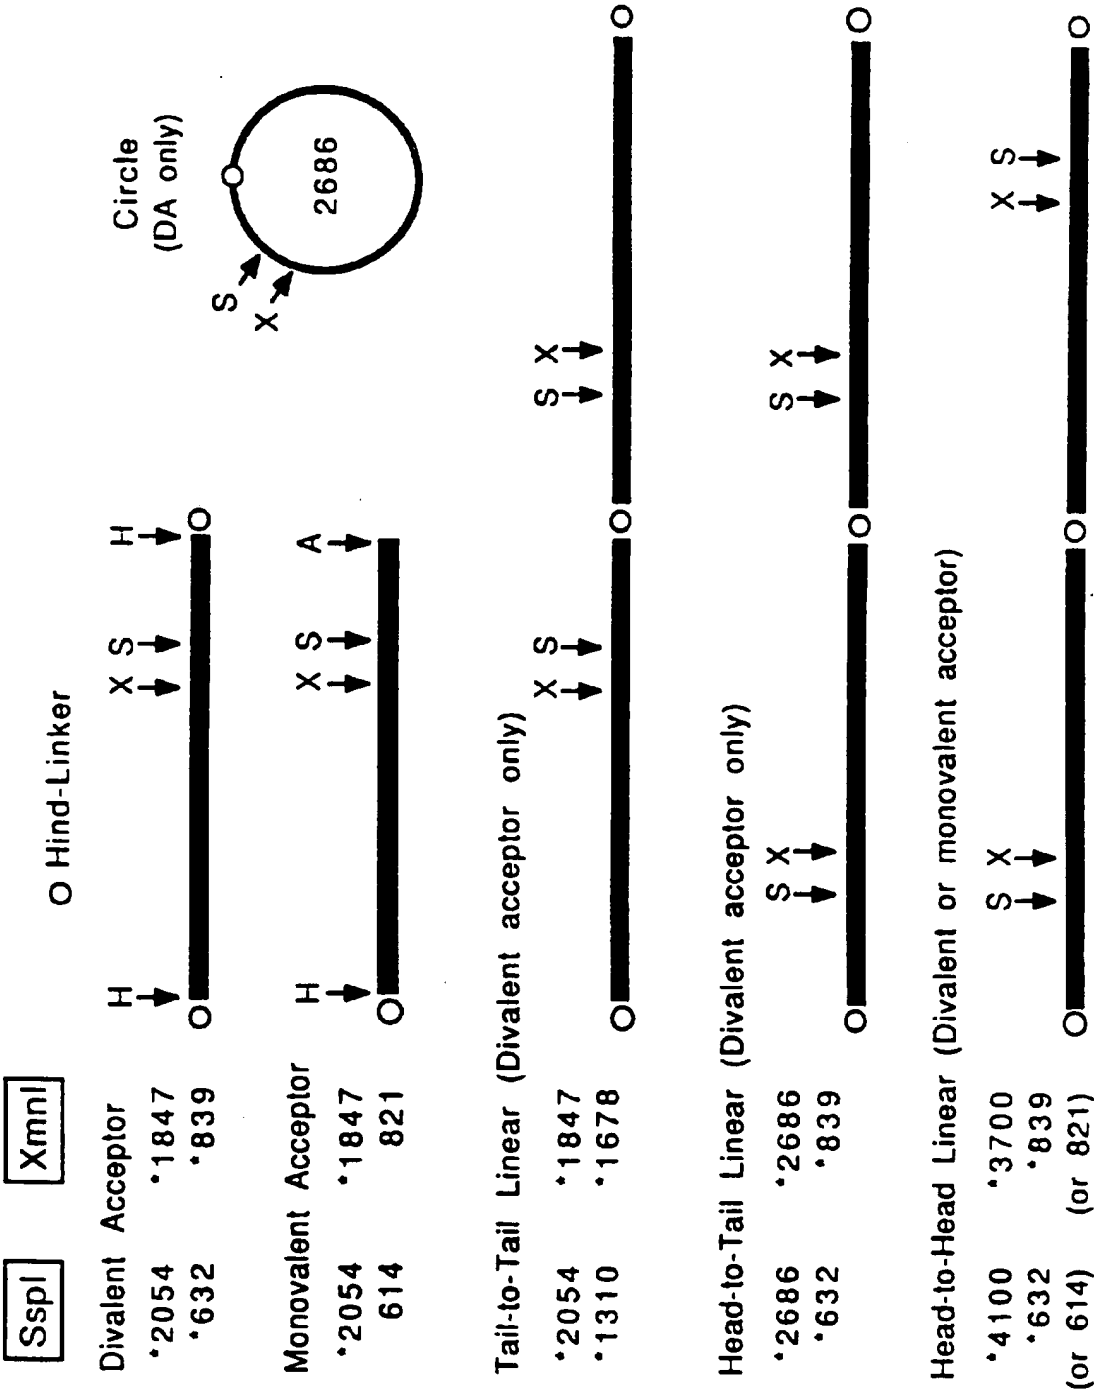 SspI XmnI
O Hind-Linker
Divalent Acceptor
*2054 *1847
*632 *839
H X S H
Circle
(DA only)
S
X
2686
Monovalent Acceptor
*2054 *1847
614 821
H X S A
Tail-to-Tail Linear (Divalent acceptor only)
*2054 *1847
*1310 *1678
X S S X
Head-to-Tail Linear (Divalent acceptor only)
*2686 *2686
*632 *839
S X S X
Head-to-Head Linear (Divalent or monovalent acceptor)
*4100 *3700
*632 *839
(or 614) (or 821)
S X X S